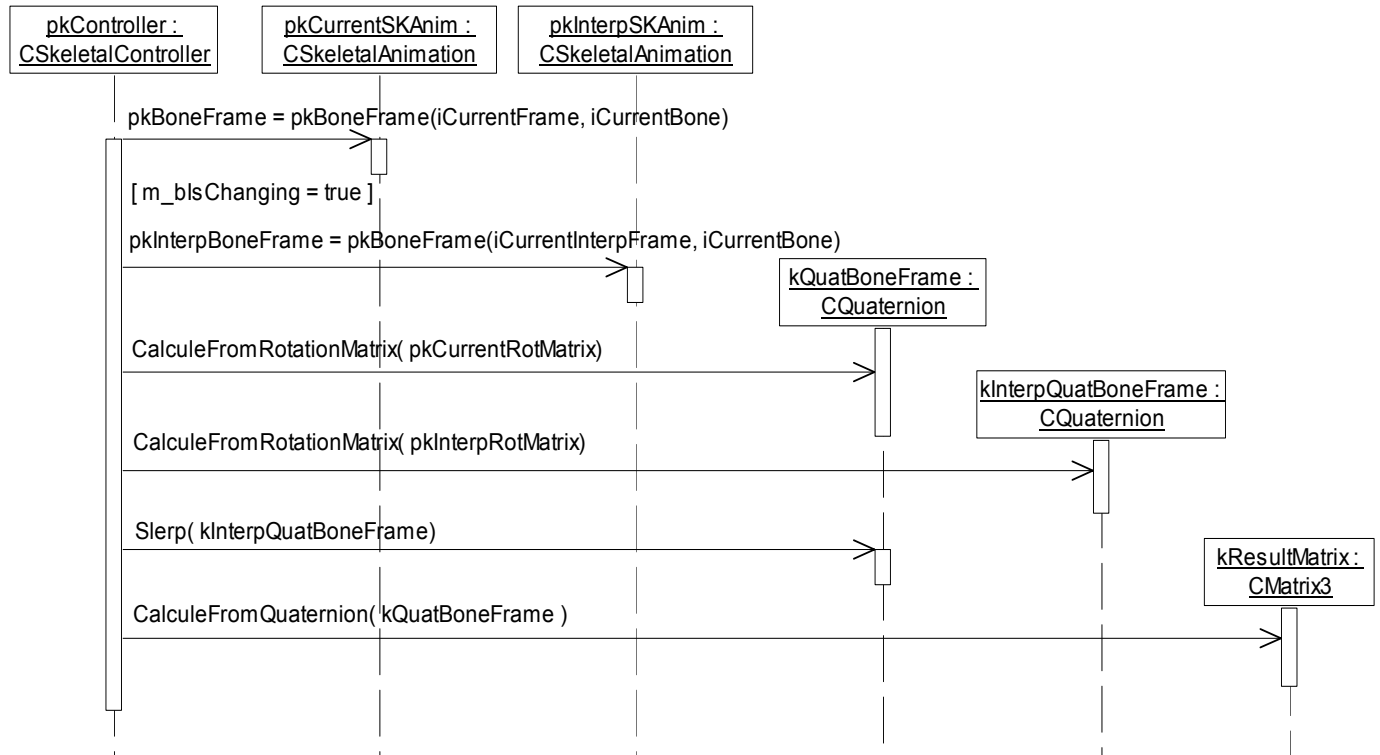 pkController :
CSkeletalController
pkCurrentSKAnim :
CSkeletalAnimation
pkInterpSKAnim :
CSkeletalAnimation
pkBoneFrame = pkBoneFrame(iCurrentFrame, iCurrentBone)
[ m_bIsChanging = true ]
pkInterpBoneFrame = pkBoneFrame(iCurrentInterpFrame, iCurrentBone)
kQuatBoneFrame :
CQuaternion
CalculeFromRotationMatrix( pkCurrentRotMatrix)
kInterpQuatBoneFrame :
CQuaternion
CalculeFromRotationMatrix( pkInterpRotMatrix)
Slerp( kInterpQuatBoneFrame)
kResultMatrix :
CMatrix3
CalculeFromQuaternion( kQuatBoneFrame )